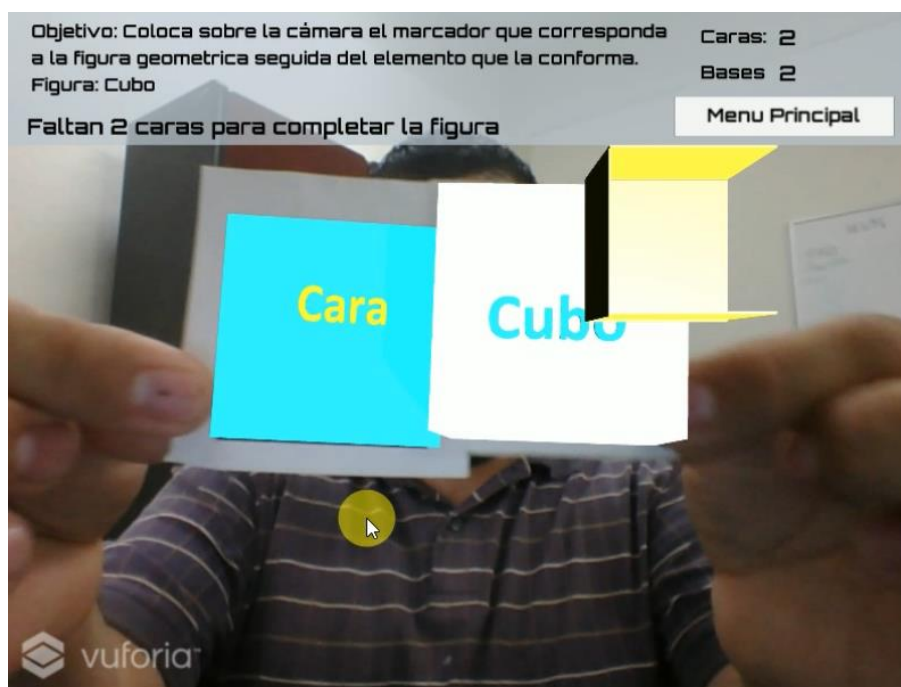 Objetivo: Coloca sobre la cámara el marcador que corresponda
a la figura geometrica seguida del elemento que la conforma.
Figura: Cubo
Faltan 2 caras para completar la figura
Caras: 2
Bases 2
Menu Principal
Cara
Cubo
vuforia